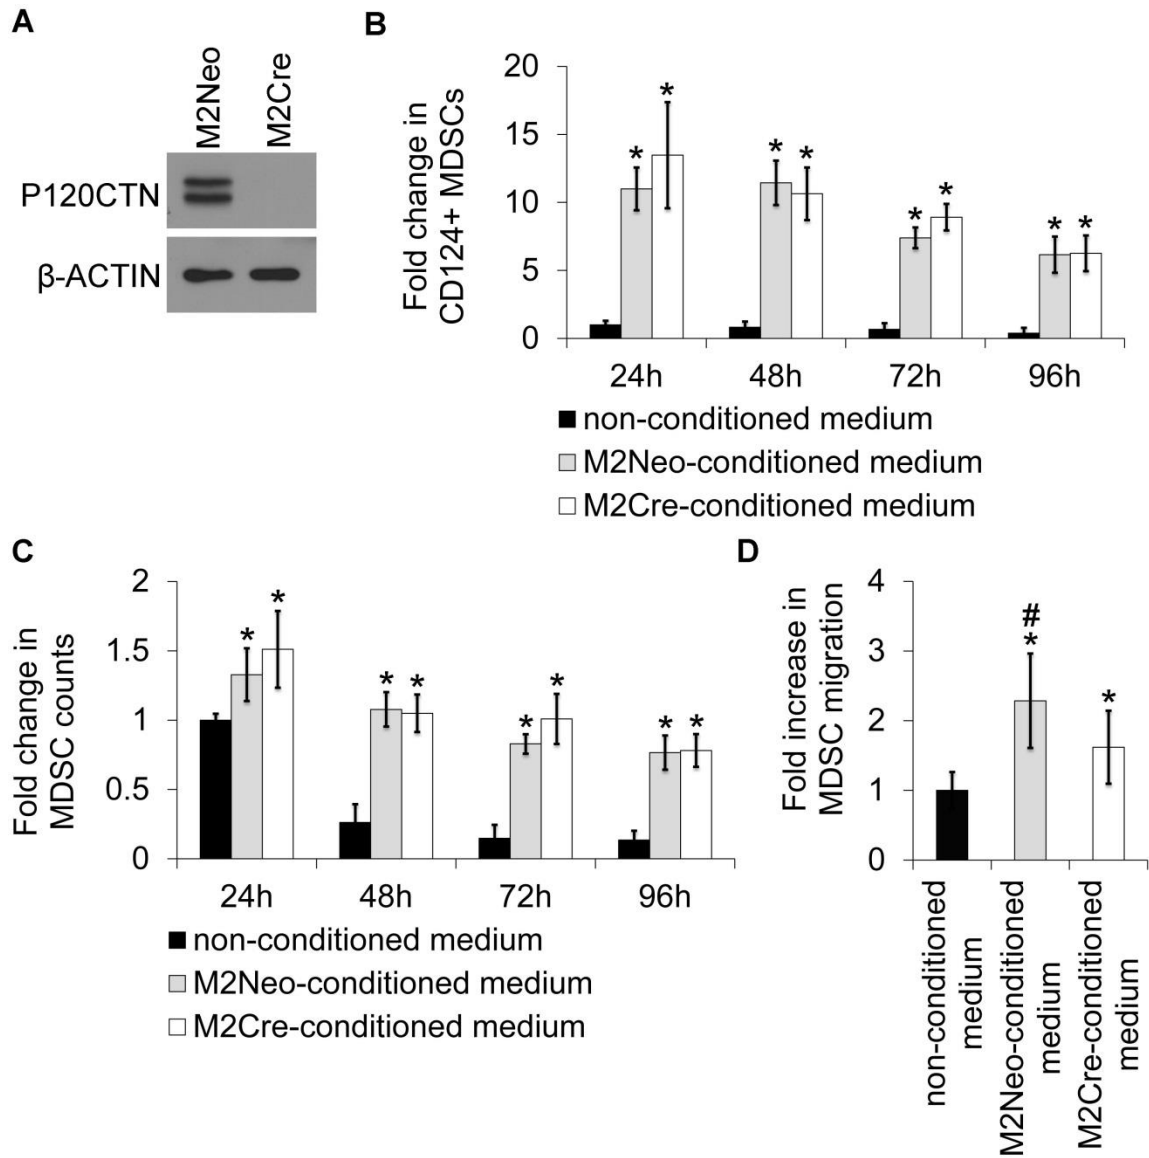 A
M2Neo
M2Cre
P120CTN
β-ACTIN
B
Fold change in
CD124+ MDSCs
20
15
10
5
0
*
*
*
*
*
*
*
*
24h
48h
72h
96h
non-conditioned medium
M2Neo-conditioned medium
M2Cre-conditioned medium
C
Fold change in
MDSC counts
2
1.5
1
0.5
0
*
*
*
*
*
*
*
*
24h
48h
72h
96h
non-conditioned medium
M2Neo-conditioned medium
M2Cre-conditioned medium
D
Fold increase in
MDSC migration
4
3
2
1
0
#
*
*
non-conditioned
medium
M2Neo-conditioned
medium
M2Cre-conditioned
medium